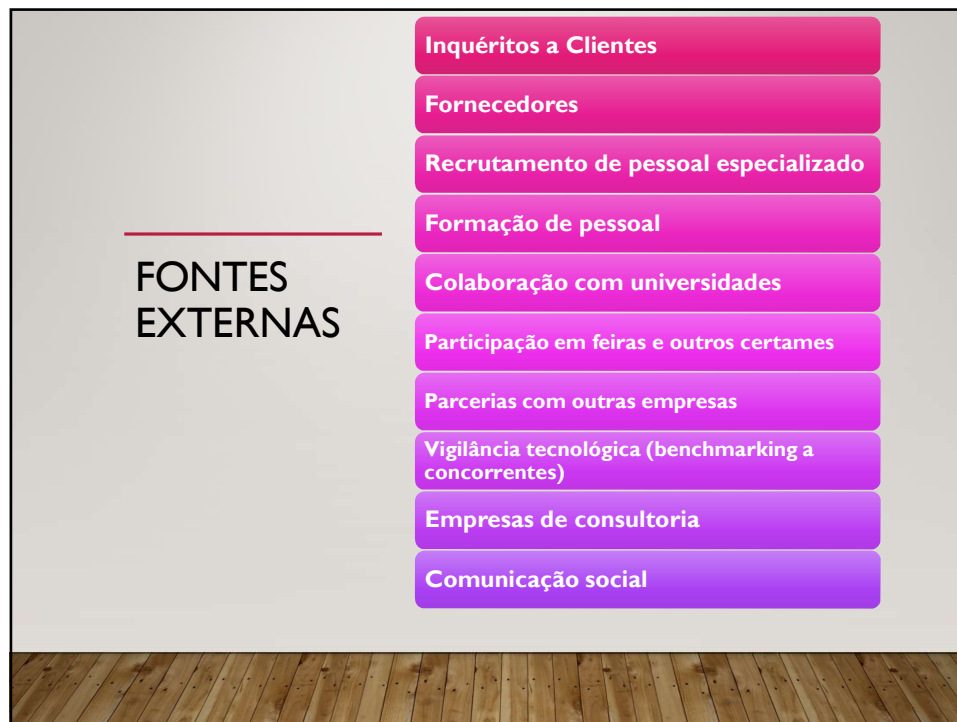 FONTES
EXTERNAS
Inquéritos a Clientes
Fornecedores
Recrutamento de pessoal especializado
Formação de pessoal
Colaboração com universidades
Participação em feiras e outros certames
Parcerias com outras empresas
Vigilância tecnológica (benchmarking a
concorrentes)
Empresas de consultoria
Comunicação social